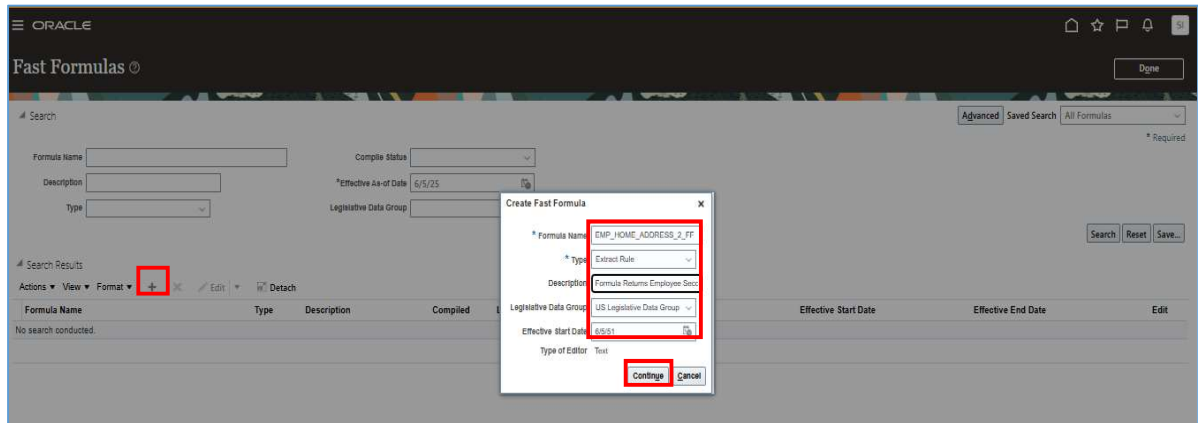 ORACLE
SI
Fast Formulas
Done
Search
Advanced Saved Search All Formulas
* Required
Formula Name
Compile Status
Description
*Effective As-of Date 6/5/25
Type
Legislative Data Group
Create Fast Formula
* Formula Name EMP_HOME_ADDRESS_2_FF
* Type Extract Rule
Description Formula Returns Employee Seco
Legislative Data Group US Legislative Data Group
Effective Start Date 6/5/51
Type of Editor Text
Continue Cancel
Search Reset Save...
Search Results
Actions View Format Edit Detach
Formula Name Type Description Compiled L Effective Start Date Effective End Date Edit
No search conducted.